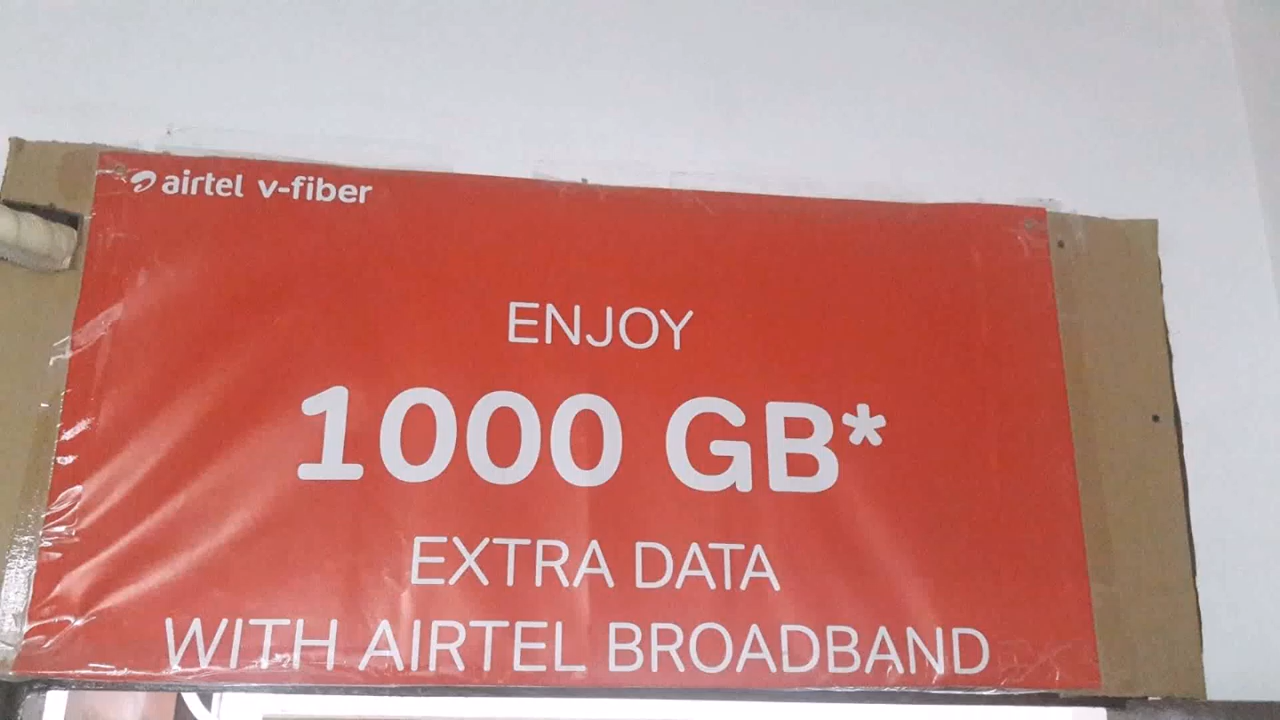 airtel v-fiber
ENJOY
1000 GB*
EXTRA DATA
WITH AIRTEL BROADBAND